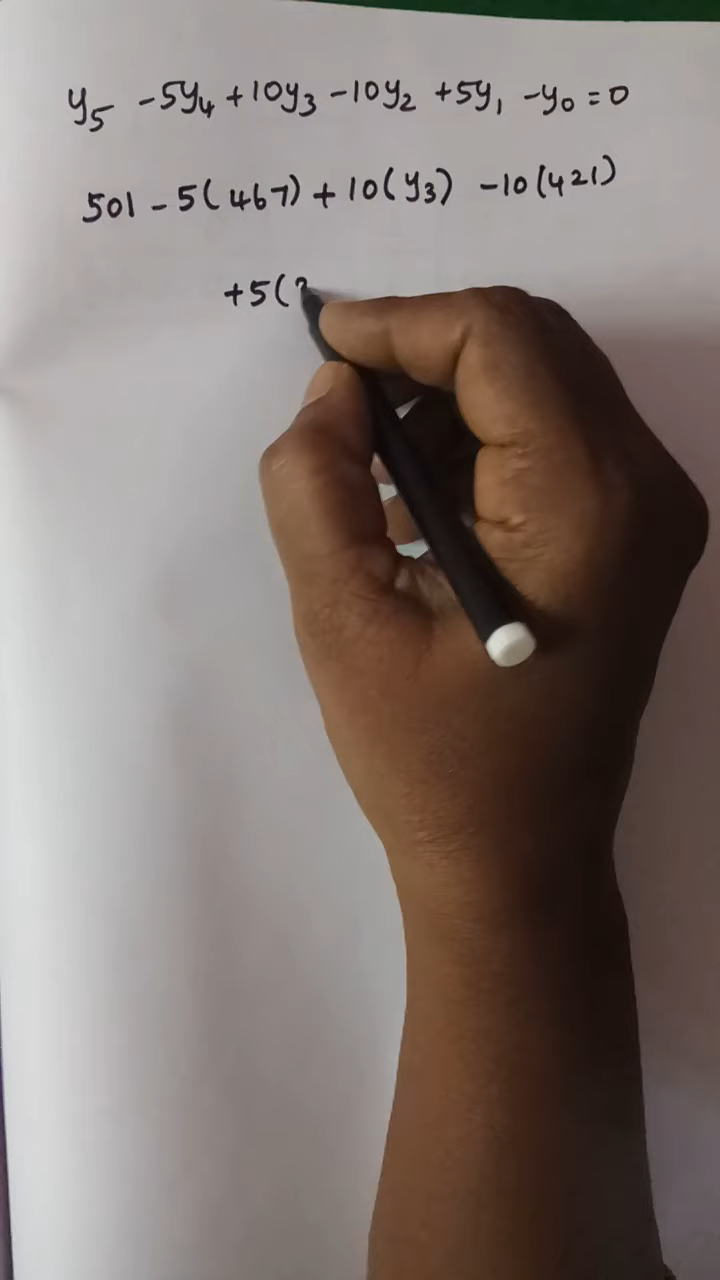 y₅ -5y₄ +10y₃ -10y₂ +5y₁ -y₀ = 0
501 - 5(467) + 10(y₃) -10(421)
+5(